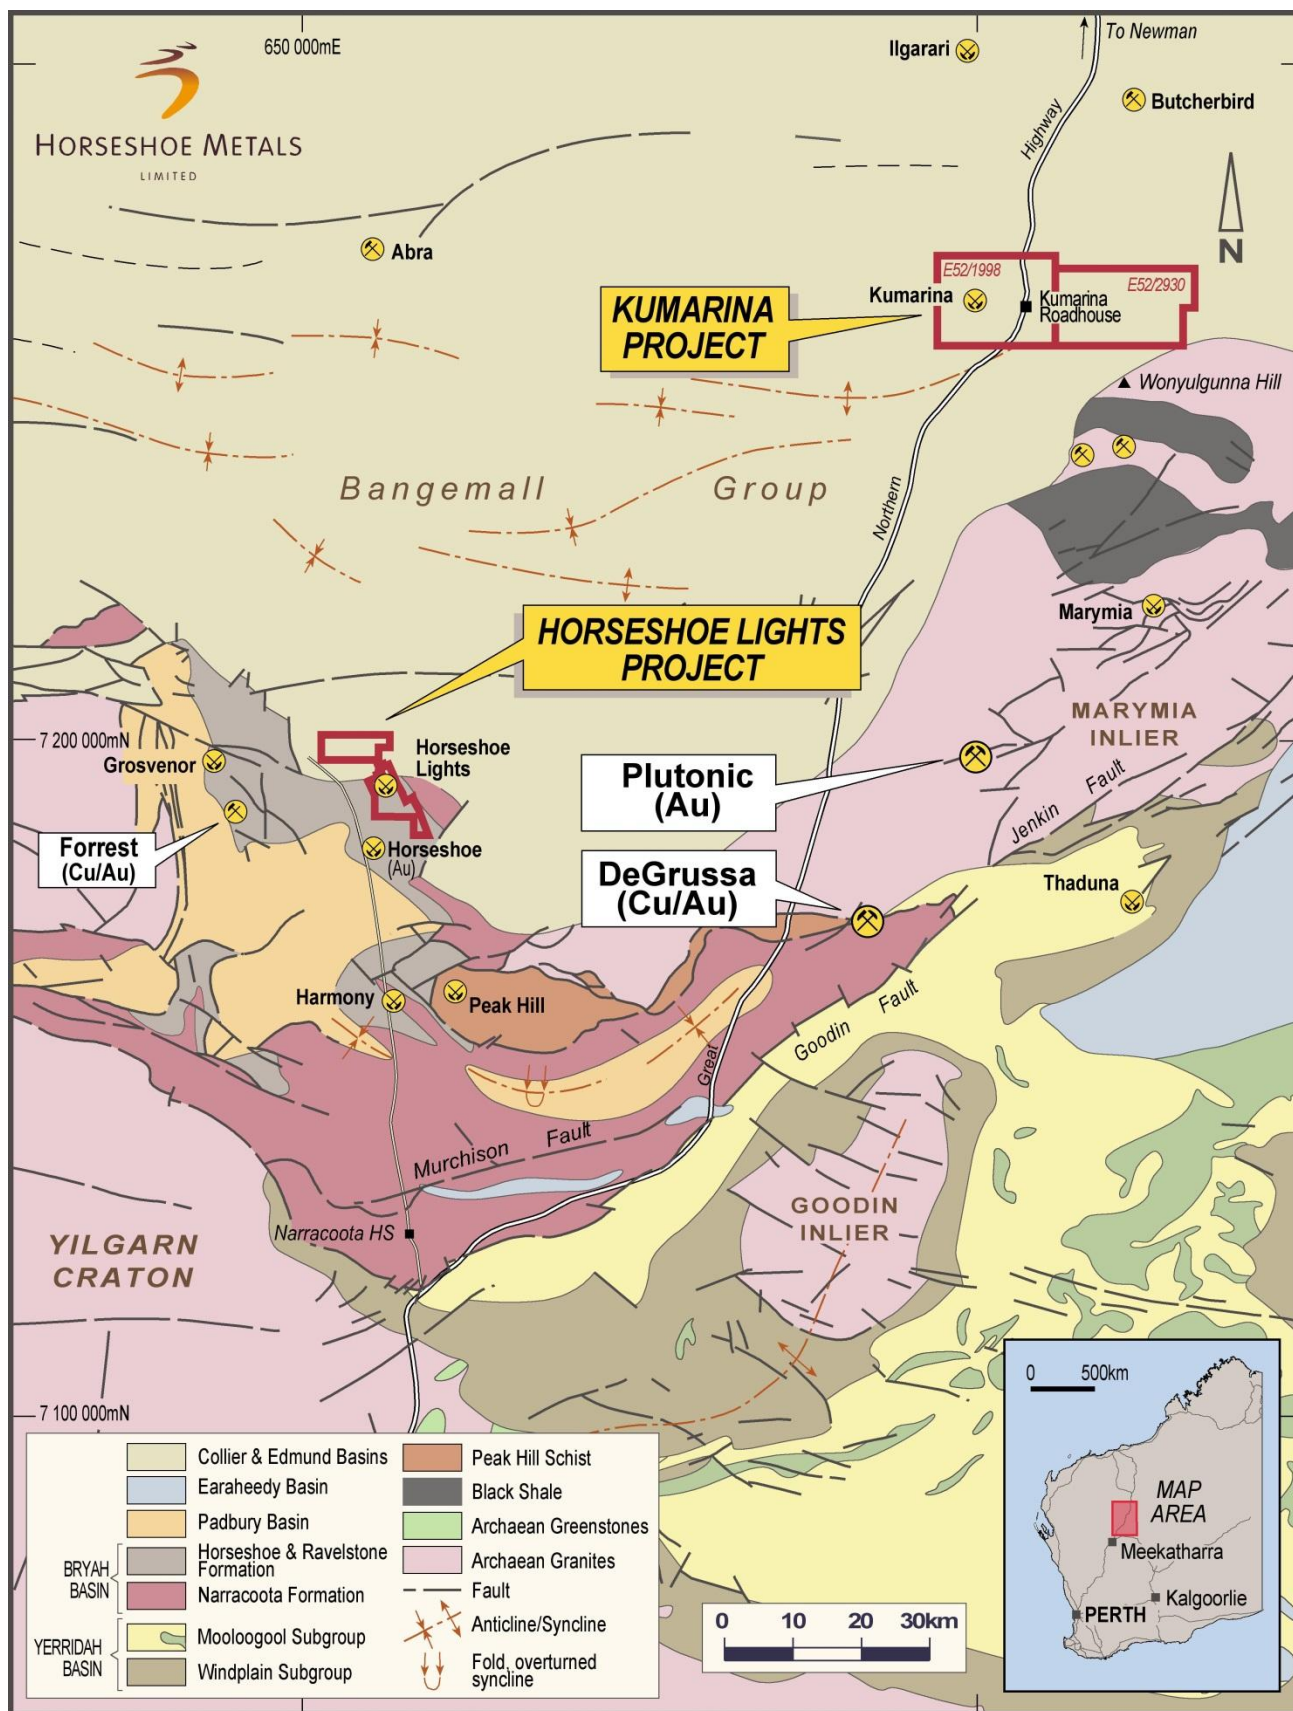 650 000mE
HORSESHOE METALS
LIMITED
Ilgarari
To Newman
Butcherbird
Highway
N
Abra
E52/1998
E52/2930
Kumarina
Kumarina
Roadhouse
KUMARINA
PROJECT
Wonyulgunna Hill
Bangemall Group
Northern
Marymia
HORSESHOE LIGHTS
PROJECT
MARYMIA
INLIER
7 200 000mN
Grosvenor
Horseshoe
Lights
Plutonic
(Au)
Jenkin Fault
Forrest
(Cu/Au)
Horseshoe
(Au)
DeGrussa
(Cu/Au)
Thaduna
Harmony
Peak Hill
Goodin Fault
Great
Murchison Fault
Narracoota HS
GOODIN
INLIER
YILGARN
CRATON
7 100 000mN
Collier & Edmund Basins
Earaheedy Basin
Padbury Basin
BRYAH
BASIN
Horseshoe & Ravelstone
Formation
Narracoota Formation
YERRIDAH
BASIN
Mooloogool Subgroup
Windplain Subgroup
Peak Hill Schist
Black Shale
Archaean Greenstones
Archaean Granites
Fault
Anticline/Syncline
Fold, overturned
syncline
0 10 20 30km
0 500km
MAP
AREA
Meekatharra
Kalgoorlie
PERTH